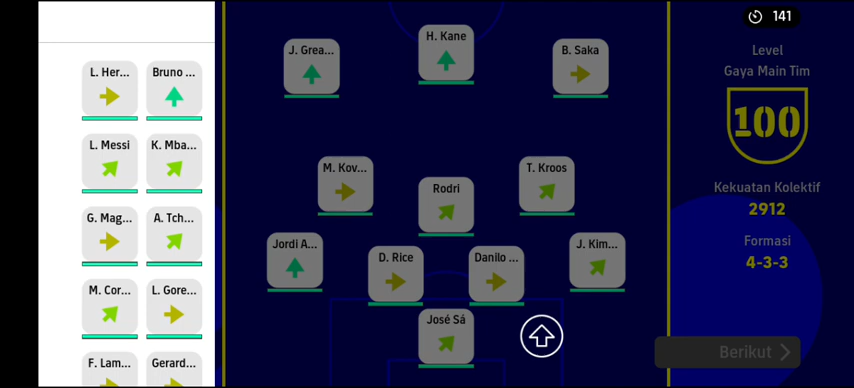 141
Level
Gaya Main Tim
100
Kekuatan Kolektif
2912
Formasi
4-3-3
Berikut
H. Kane
J. Grea...
B. Saka
M. Kov...
T. Kroos
Rodri
Jordi A...
D. Rice
Danilo ...
J. Kim...
José Sá
L. Her...
Bruno ...
L. Messi
K. Mba...
G. Mag...
A. Tch...
M. Cor...
L. Gore...
F. Lam...
Gerard...